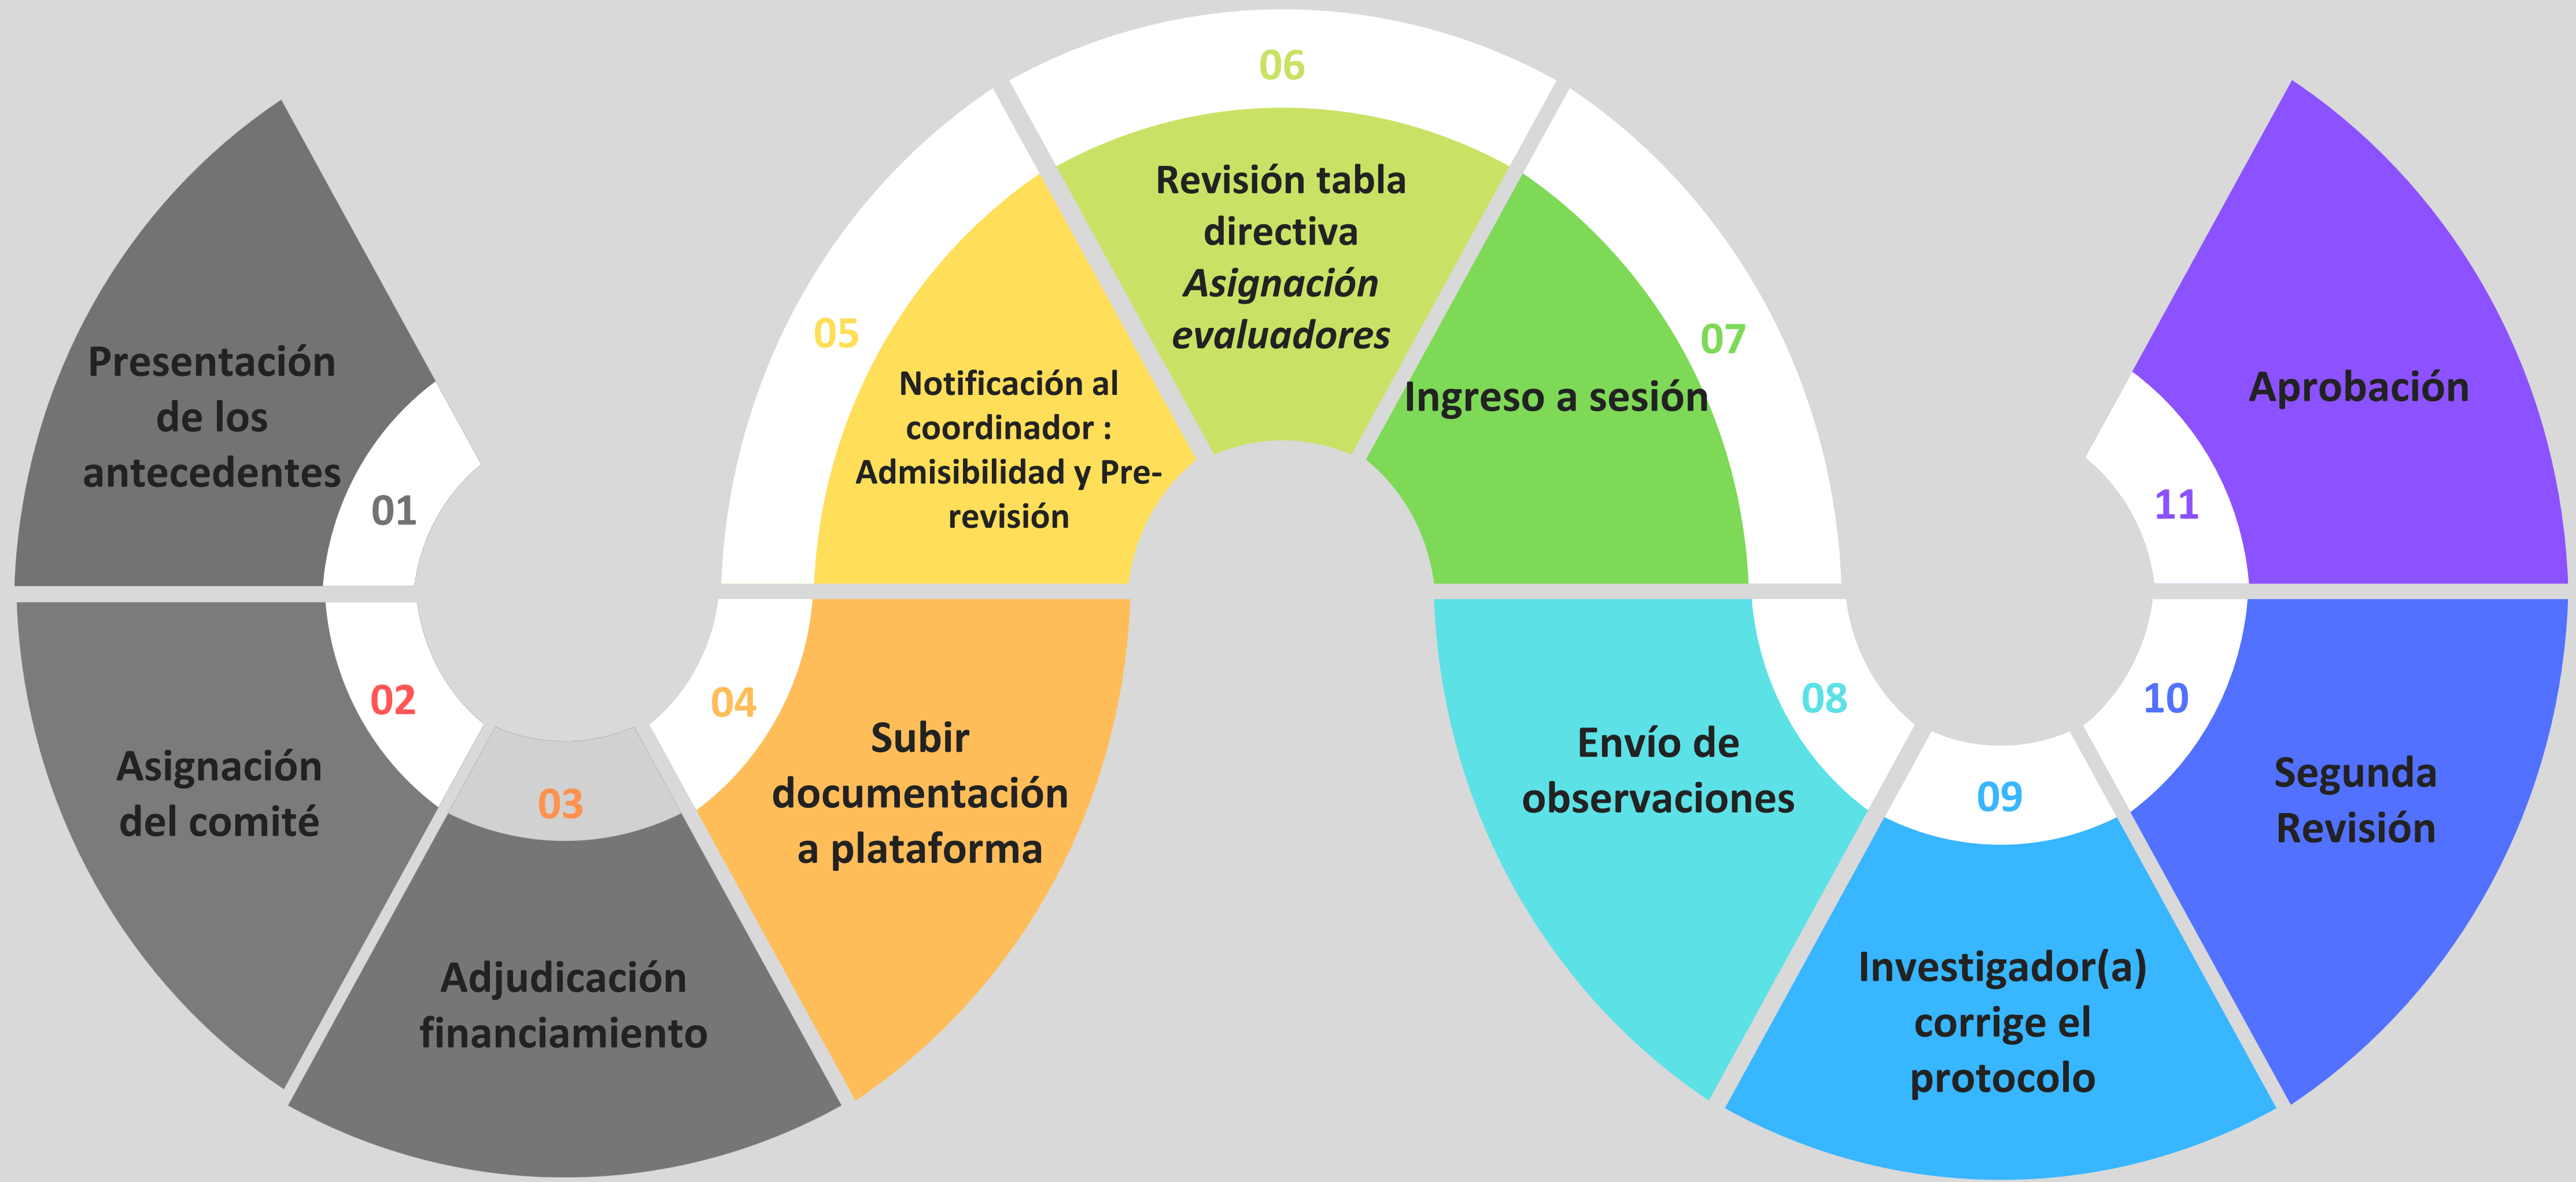 01
Presentación
de los
antecedentes
02
Asignación
del comité
03
Adjudicación
financiamiento
04
Subir
documentación
a plataforma
05
Notificación al
coordinador :
Admisibilidad y Pre-
revisión
06
Revisión tabla
directiva
Asignación
evaluadores
07
Ingreso a sesión
08
Envío de
observaciones
09
Investigador(a)
corrige el
protocolo
10
Segunda
Revisión
11
Aprobación